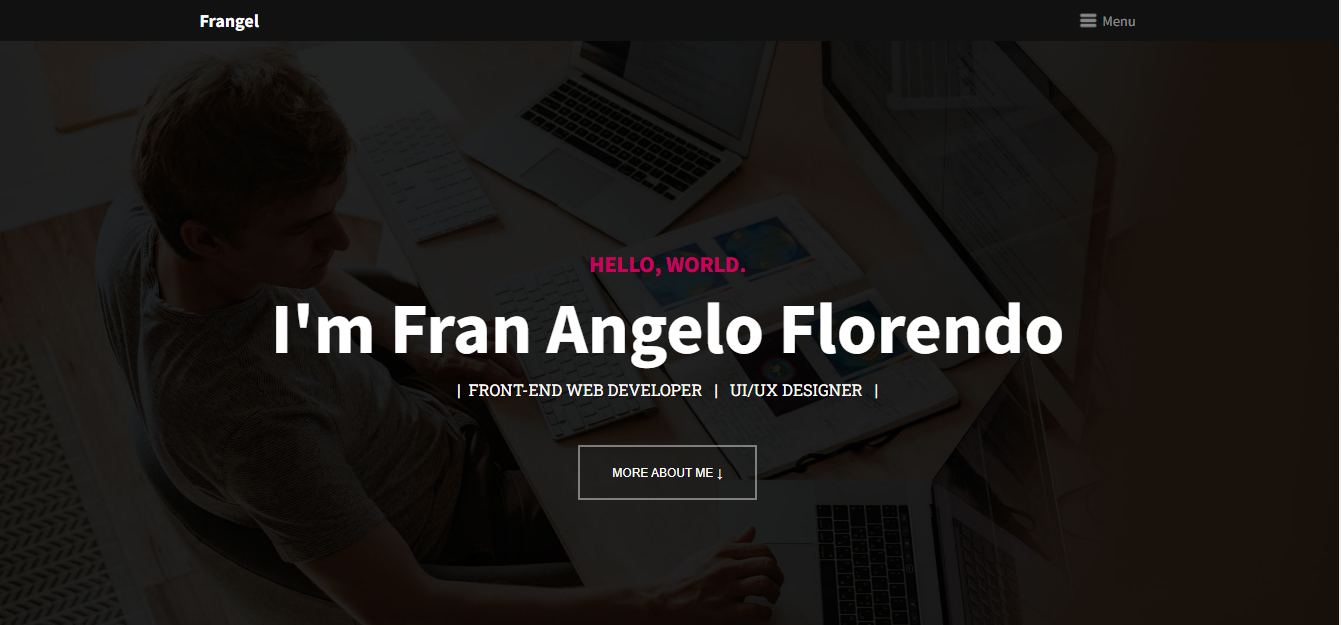 Frangel
Menu
HELLO, WORLD.
I'm Fran Angelo Florendo
| FRONT-END WEB DEVELOPER | UI/UX DESIGNER |
MORE ABOUT ME ↓